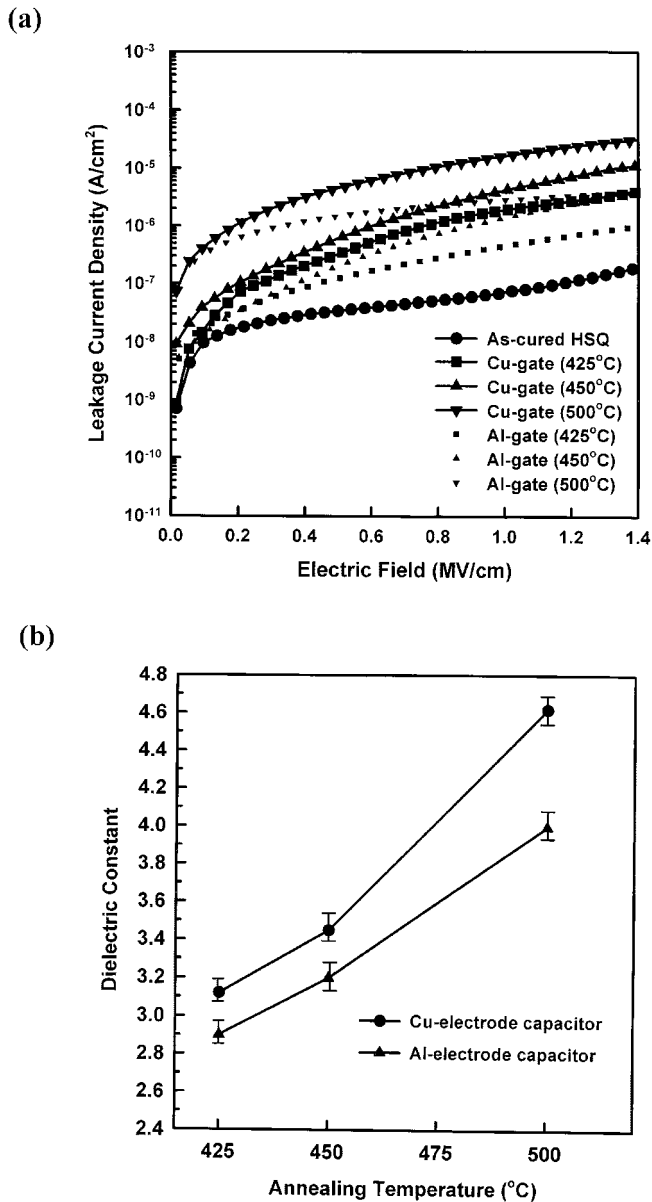 (a)
10⁻³
10⁻⁴
10⁻⁵
10⁻⁶
10⁻⁷
10⁻⁸
10⁻⁹
10⁻¹⁰
10⁻¹¹
Leakage Current Density (A/cm²)
As-cured HSQ
Cu-gate (425°C)
Cu-gate (450°C)
Cu-gate (500°C)
Al-gate (425°C)
Al-gate (450°C)
Al-gate (500°C)
0.0 0.2 0.4 0.6 0.8 1.0 1.2 1.4
Electric Field (MV/cm)
(b)
4.8
4.6
4.4
4.2
4.0
3.8
3.6
3.4
3.2
3.0
2.8
2.6
2.4
Dielectric Constant
Cu-electrode capacitor
Al-electrode capacitor
425 450 475 500
Annealing Temperature (°C)